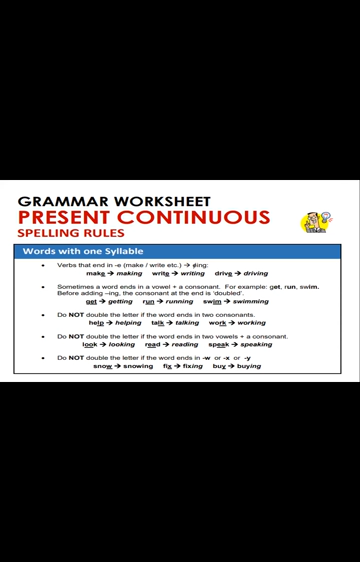 GRAMMAR WORKSHEET
PRESENT CONTINUOUS
SPELLING RULES
Words with one Syllable
• Verbs that end in -e (make / write etc.) → ɇing:
make → making write → writing drive → driving
• Sometimes a word ends in a vowel + a consonant. For example: get, run, swim.
Before adding –ing, the consonant at the end is 'doubled'.
get → getting run → running swim → swimming
• Do NOT double the letter if the word ends in two consonants.
help → helping talk → talking work → working
• Do NOT double the letter if the word ends in two vowels + a consonant.
look → looking read → reading speak → speaking
• Do NOT double the letter if the word ends in -w or -x or -y
snow → snowing fix → fixing buy → buying